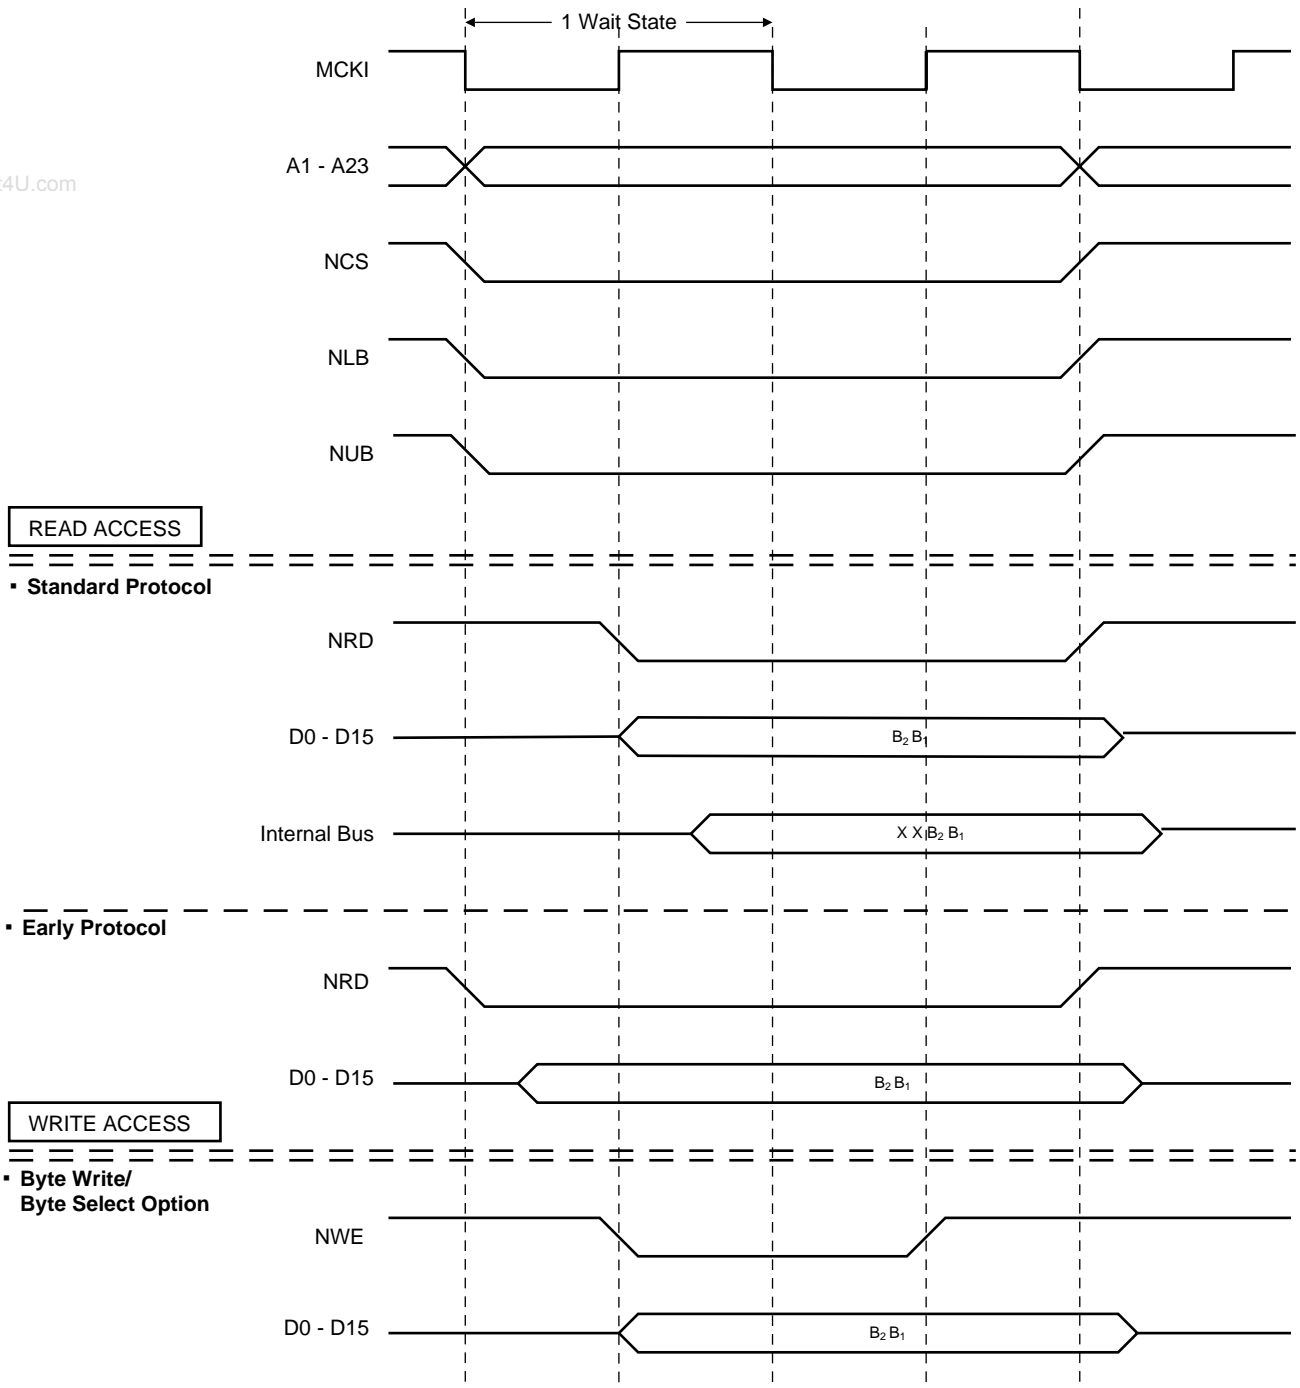 1 Wait State
MCKI
A1 - A23
t4U.com
NCS
NLB
NUB
READ ACCESS
▪ Standard Protocol
NRD
D0 - D15
B₂ B₁
Internal Bus
X X B₂ B₁
▪ Early Protocol
NRD
D0 - D15
B₂ B₁
WRITE ACCESS
▪ Byte Write/
Byte Select Option
NWE
D0 - D15
B₂ B₁